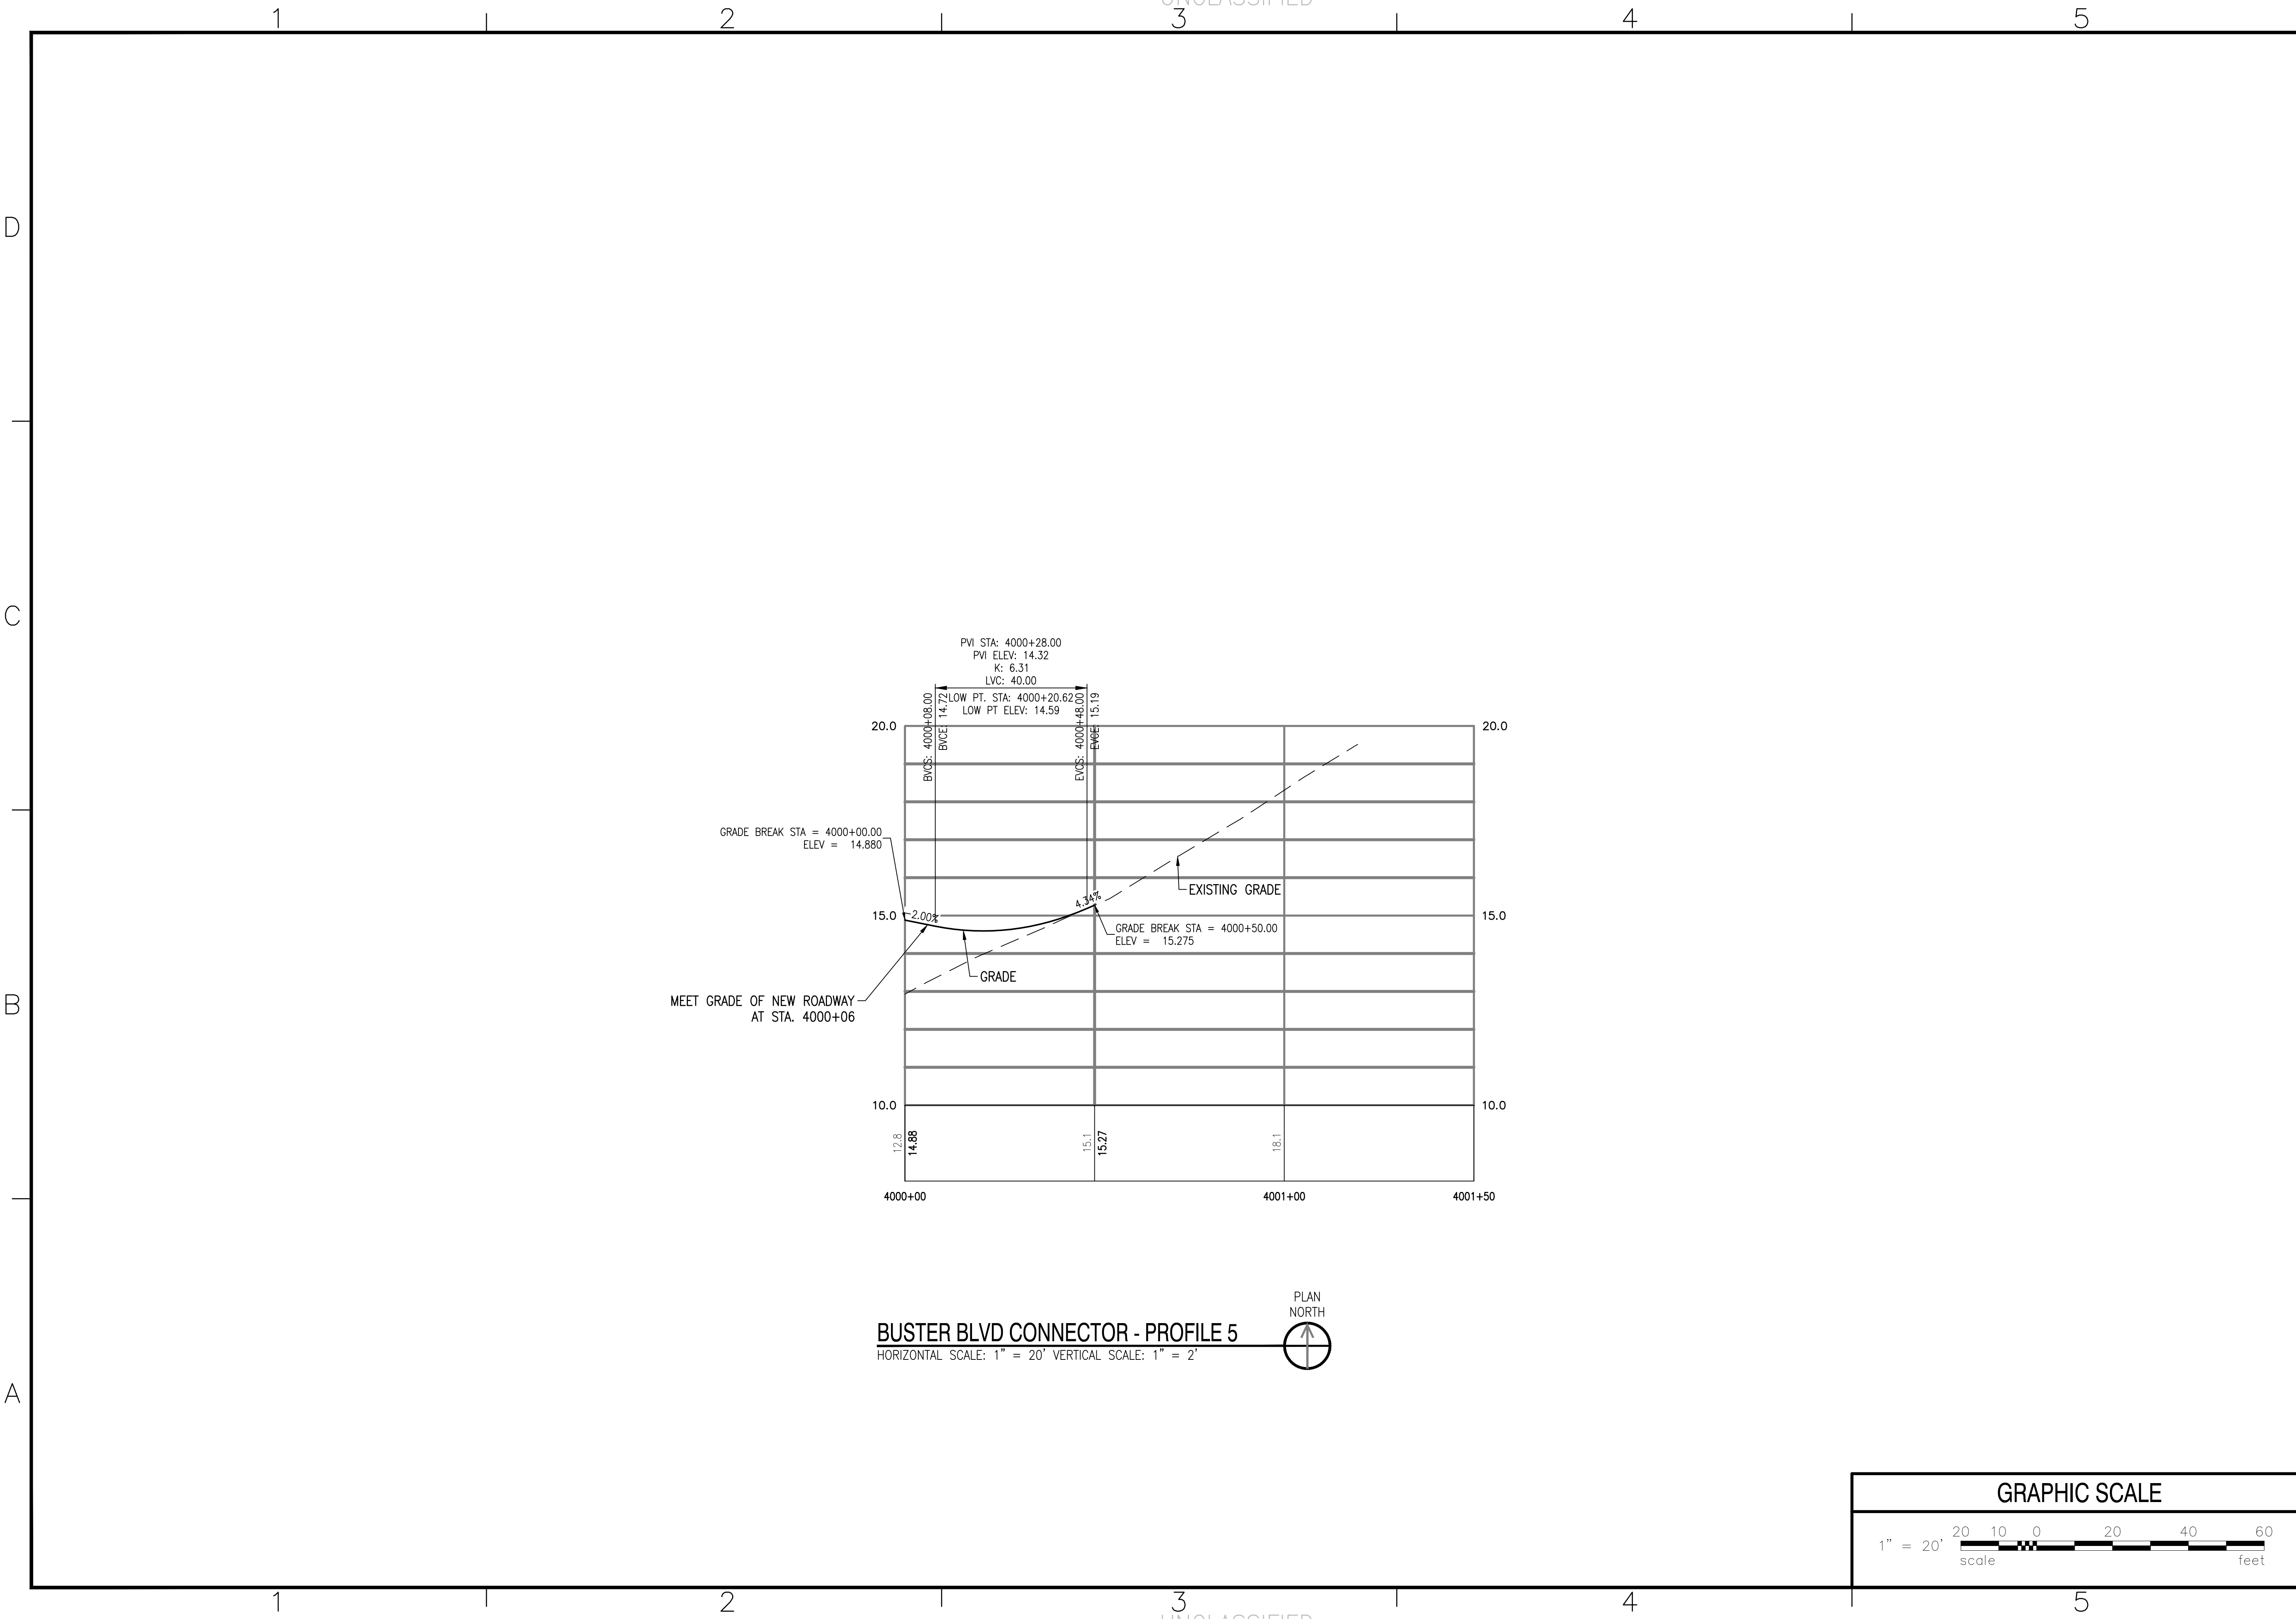 UNCLASSIFIED
1 2 3 4 5
D
C
B
A
PVI STA: 4000+28.00
PVI ELEV: 14.32
K: 6.31
LVC: 40.00
LOW PT. STA: 4000+20.62
LOW PT ELEV: 14.59
BVCS: 4000+08.00
BVCE: 14.72
EVCS: 4000+48.00
EVCE: 15.19
20.0 20.0
GRADE BREAK STA = 4000+00.00
ELEV = 14.880
EXISTING GRADE
4.34%
-2.00%
15.0 15.0
GRADE BREAK STA = 4000+50.00
ELEV = 15.275
GRADE
MEET GRADE OF NEW ROADWAY
AT STA. 4000+06
10.0 10.0
12.8
14.88
15.1
15.27
18.1
4000+00 4001+00 4001+50
PLAN
NORTH
BUSTER BLVD CONNECTOR - PROFILE 5
HORIZONTAL SCALE: 1" = 20' VERTICAL SCALE: 1" = 2'
GRAPHIC SCALE
20 10 0 20 40 60
1" = 20'
scale feet
1 2 3 4 5
UNCLASSIFIED